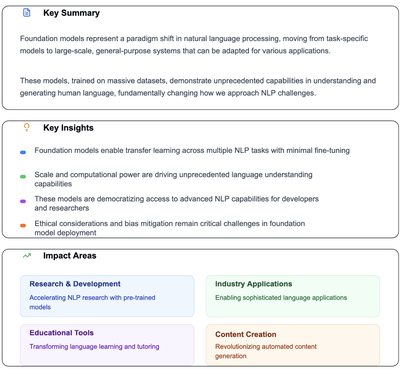 Key Summary
Foundation models represent a paradigm shift in natural language processing, moving from task-specific
models to large-scale, general-purpose systems that can be adapted for various applications.
These models, trained on massive datasets, demonstrate unprecedented capabilities in understanding and
generating human language, fundamentally changing how we approach NLP challenges.
Key Insights
Foundation models enable transfer learning across multiple NLP tasks with minimal fine-tuning
Scale and computational power are driving unprecedented language understanding
capabilities
These models are democratizing access to advanced NLP capabilities for developers
and researchers
Ethical considerations and bias mitigation remain critical challenges in foundation
model deployment
Impact Areas
Research & Development
Accelerating NLP research with pre-trained
models
Industry Applications
Enabling sophisticated language applications
Educational Tools
Transforming language learning and tutoring
Content Creation
Revolutionizing automated content
generation